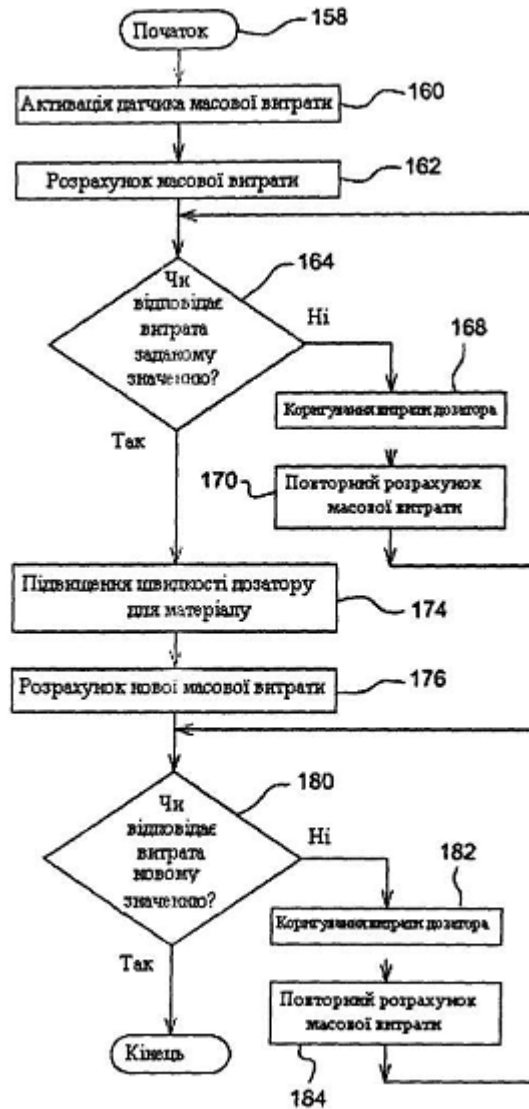 Початок
158
Активація датчика масової витрати
160
Розрахунок масової витрати
162
Чи
відповідає
витрата
заданому
значенню?
164
Ні
Так
168
Коригування витрати дозатора
170
Повторний розрахунок
масової витрати
Підвищення швидкості дозатору
для матеріалу
174
Розрахунок нової масової витрати
176
Чи
відповідає
витрата
новому
значенню?
180
Ні
Так
182
Коригування витрати дозатора
Повторний розрахунок
масової витрати
184
Кінець